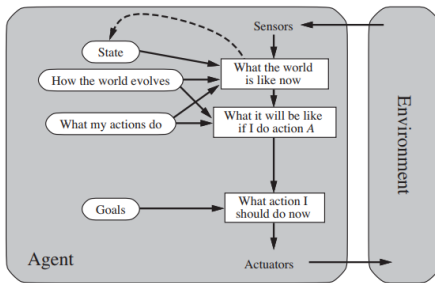 Sensors
State
What the world
is like now
How the world evolves
What it will be like
if I do action A
What my actions do
Environment
What action I
should do now
Goals
Agent
Actuators